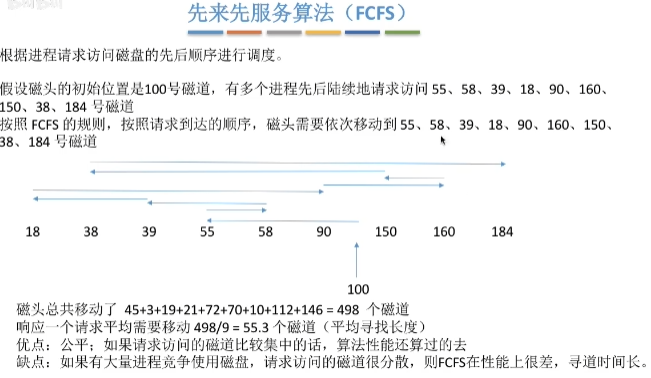 先来先服务算法（FCFS）
根据进程请求访问磁盘的先后顺序进行调度。
假设磁头的初始位置是100号磁道，有多个进程先后陆续地请求访问 55、58、39、18、90、160、
150、38、184 号磁道
按照 FCFS 的规则，按照请求到达的顺序，磁头需要依次移动到 55、58、39、18、90、160、150、
38、184 号磁道
18 38 39 55 58 90 150 160 184
100
磁头总共移动了 45+3+19+21+72+70+10+112+146 = 498 个磁道
响应一个请求平均需要移动 498/9 = 55.3 个磁道（平均寻找长度）
优点：公平；如果请求访问的磁道比较集中的话，算法性能还算过的去
缺点：如果有大量进程竞争使用磁盘，请求访问的磁道很分散，则FCFS在性能上很差，寻道时间长。